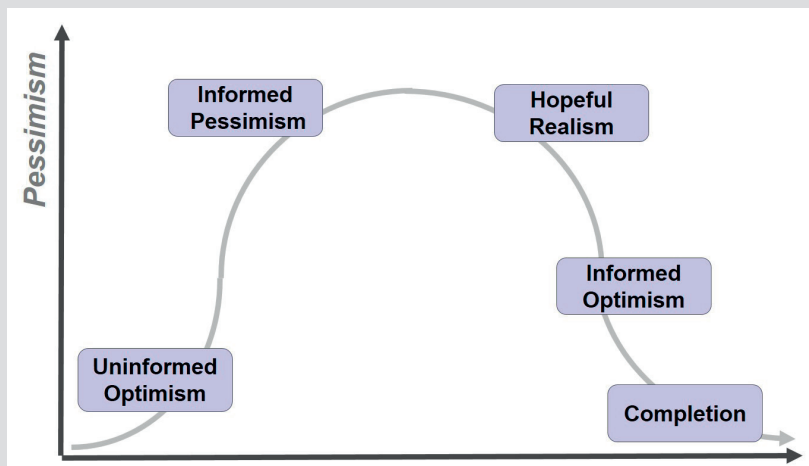 Pessimism
Informed
Pessimism
Hopeful
Realism
Informed
Optimism
Uninformed
Optimism
Completion